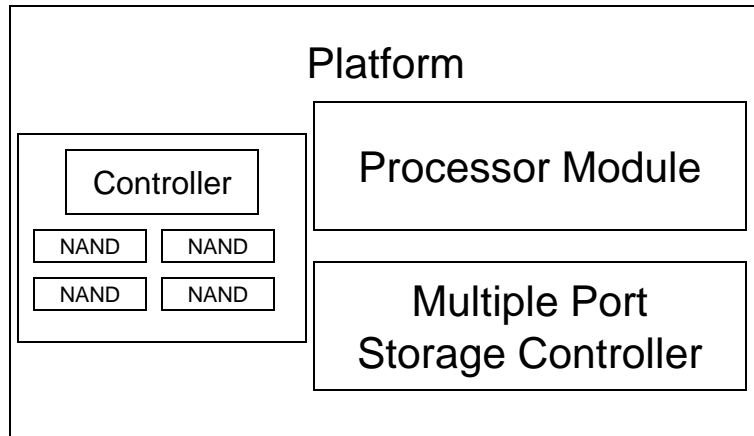 Platform
Controller
NAND NAND
NAND NAND
Processor Module
Multiple Port
Storage Controller